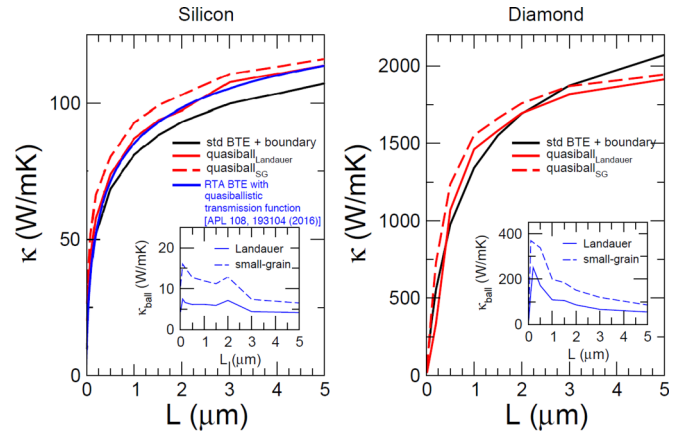 Silicon
Diamond
κ (W/mK)
100
50
0
std BTE + boundary
quasiball_Landauer
quasiball_SG
RTA BTE with
quasiballistic
transmission function
[APL 108, 193104 (2016)]
κ_ball (W/mK)
20
10
0
Landauer
small-grain
0 1 2 3 4 5
L (μm)
0 1 2 3 4 5
L (μm)
κ (W/mK)
2000
1750
1500
1250
1000
750
500
250
0
std BTE + boundary
quasiball_Landauer
quasiball_SG
κ_ball (W/mK)
400
200
0
Landauer
small-grain
0 1 2 3 4 5
L (μm)
0 1 2 3 4 5
L (μm)